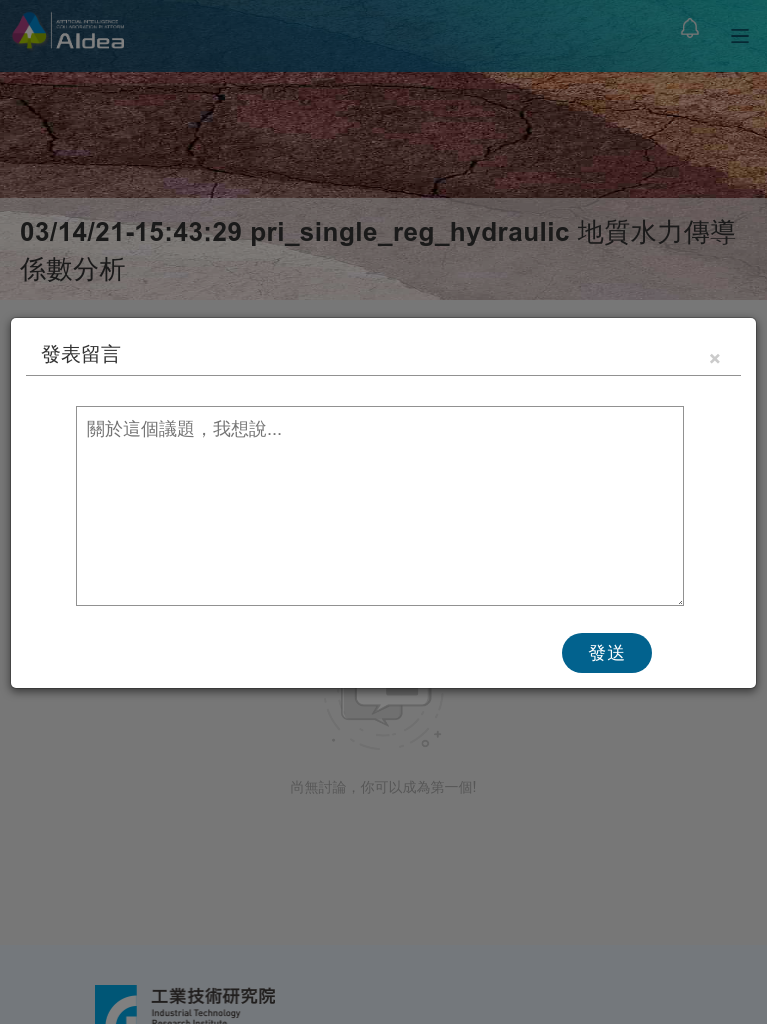 ARTIFICIAL INTELLIGENCE
COLLABORATION PLATFORM
AIdea
03/14/21-15:43:29 pri_single_reg_hydraulic 地質水力傳導
係數分析
發表留言
×
關於這個議題，我想說...
發送
尚無討論，你可以成為第一個!
工業技術研究院
Industrial Technology
Research Institute